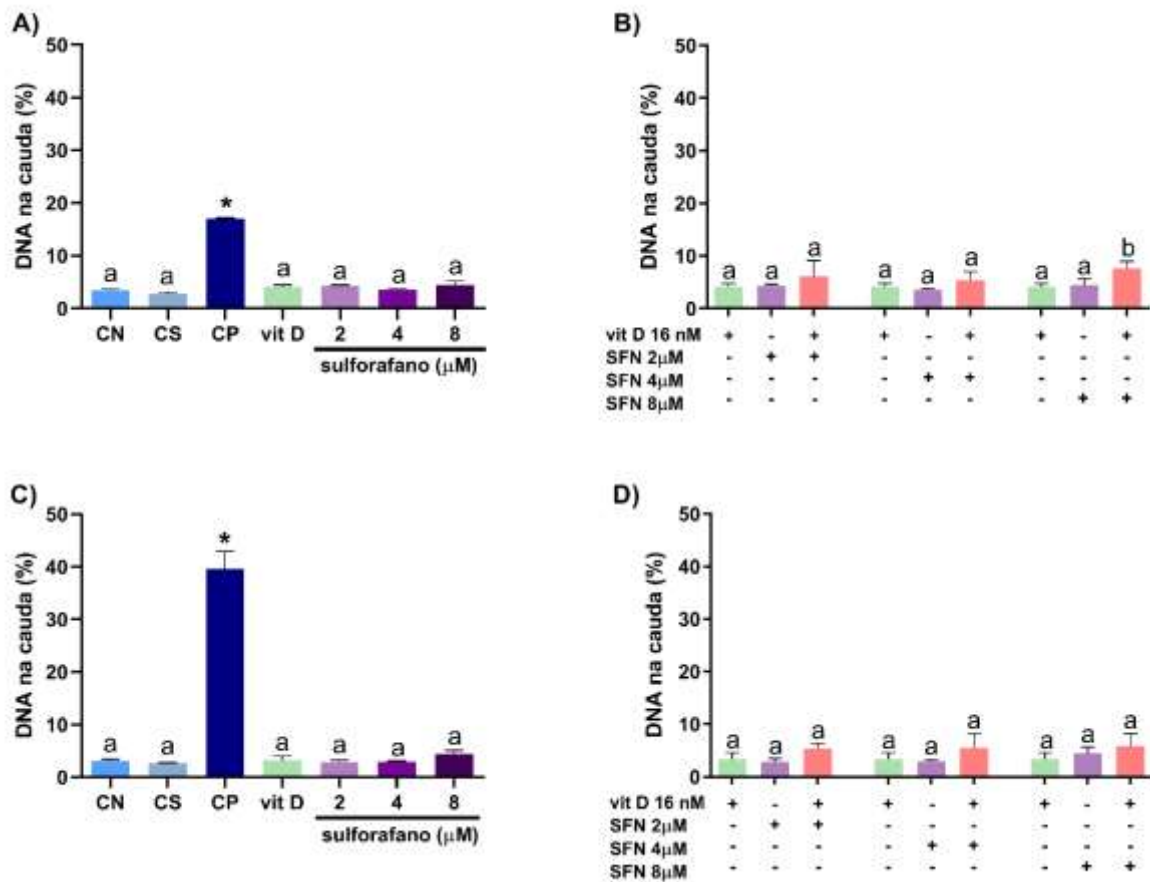 A)
DNA na cauda (%)
50
40
30
20
10
0
a a * a a a a
CN CS CP vit D 2 4 8
sulforafano (μM)
B)
DNA na cauda (%)
50
40
30
20
10
0
a a a a a a a a b
vit D 16 nM + - + + - + + - +
SFN 2μM - + + - - - - - -
SFN 4μM - - - - + + - - -
SFN 8μM - - - - - - - + +
C)
DNA na cauda (%)
50
40
30
20
10
0
a a * a a a a
CN CS CP vit D 2 4 8
sulforafano (μM)
D)
DNA na cauda (%)
50
40
30
20
10
0
a a a a a a a a a
vit D 16 nM + - + + - + + - +
SFN 2μM - + + - - - - - -
SFN 4μM - - - - + + - - -
SFN 8μM - - - - - - - + +